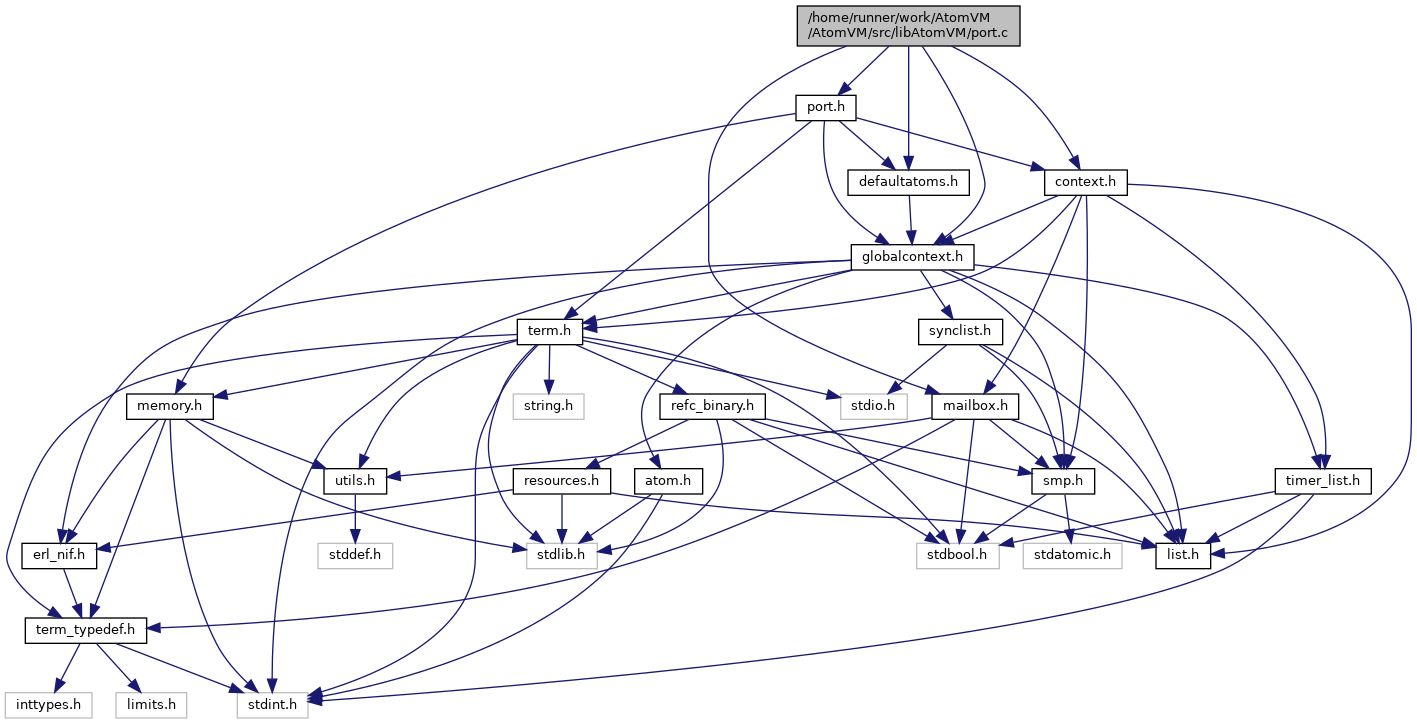 /home/runner/work/AtomVM
/AtomVM/src/libAtomVM/port.c
port.h
defaultatoms.h
context.h
globalcontext.h
term.h
synclist.h
memory.h
string.h
refc_binary.h
stdio.h
mailbox.h
utils.h
resources.h
atom.h
smp.h
timer_list.h
erl_nif.h
stddef.h
stdlib.h
stdbool.h
stdatomic.h
list.h
term_typedef.h
inttypes.h
limits.h
stdint.h